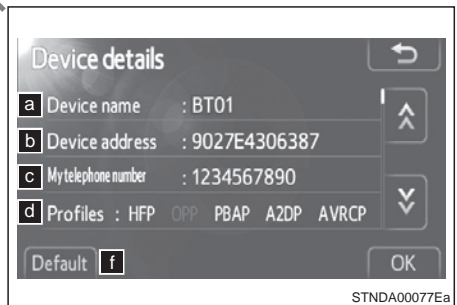 Device details
a Device name : BT01
b Device address : 9027E4306387
c My telephone number : 1234567890
d Profiles : HFP OPP PBAP A2DP AVRCP
Default f OK
STNDA00077Ea